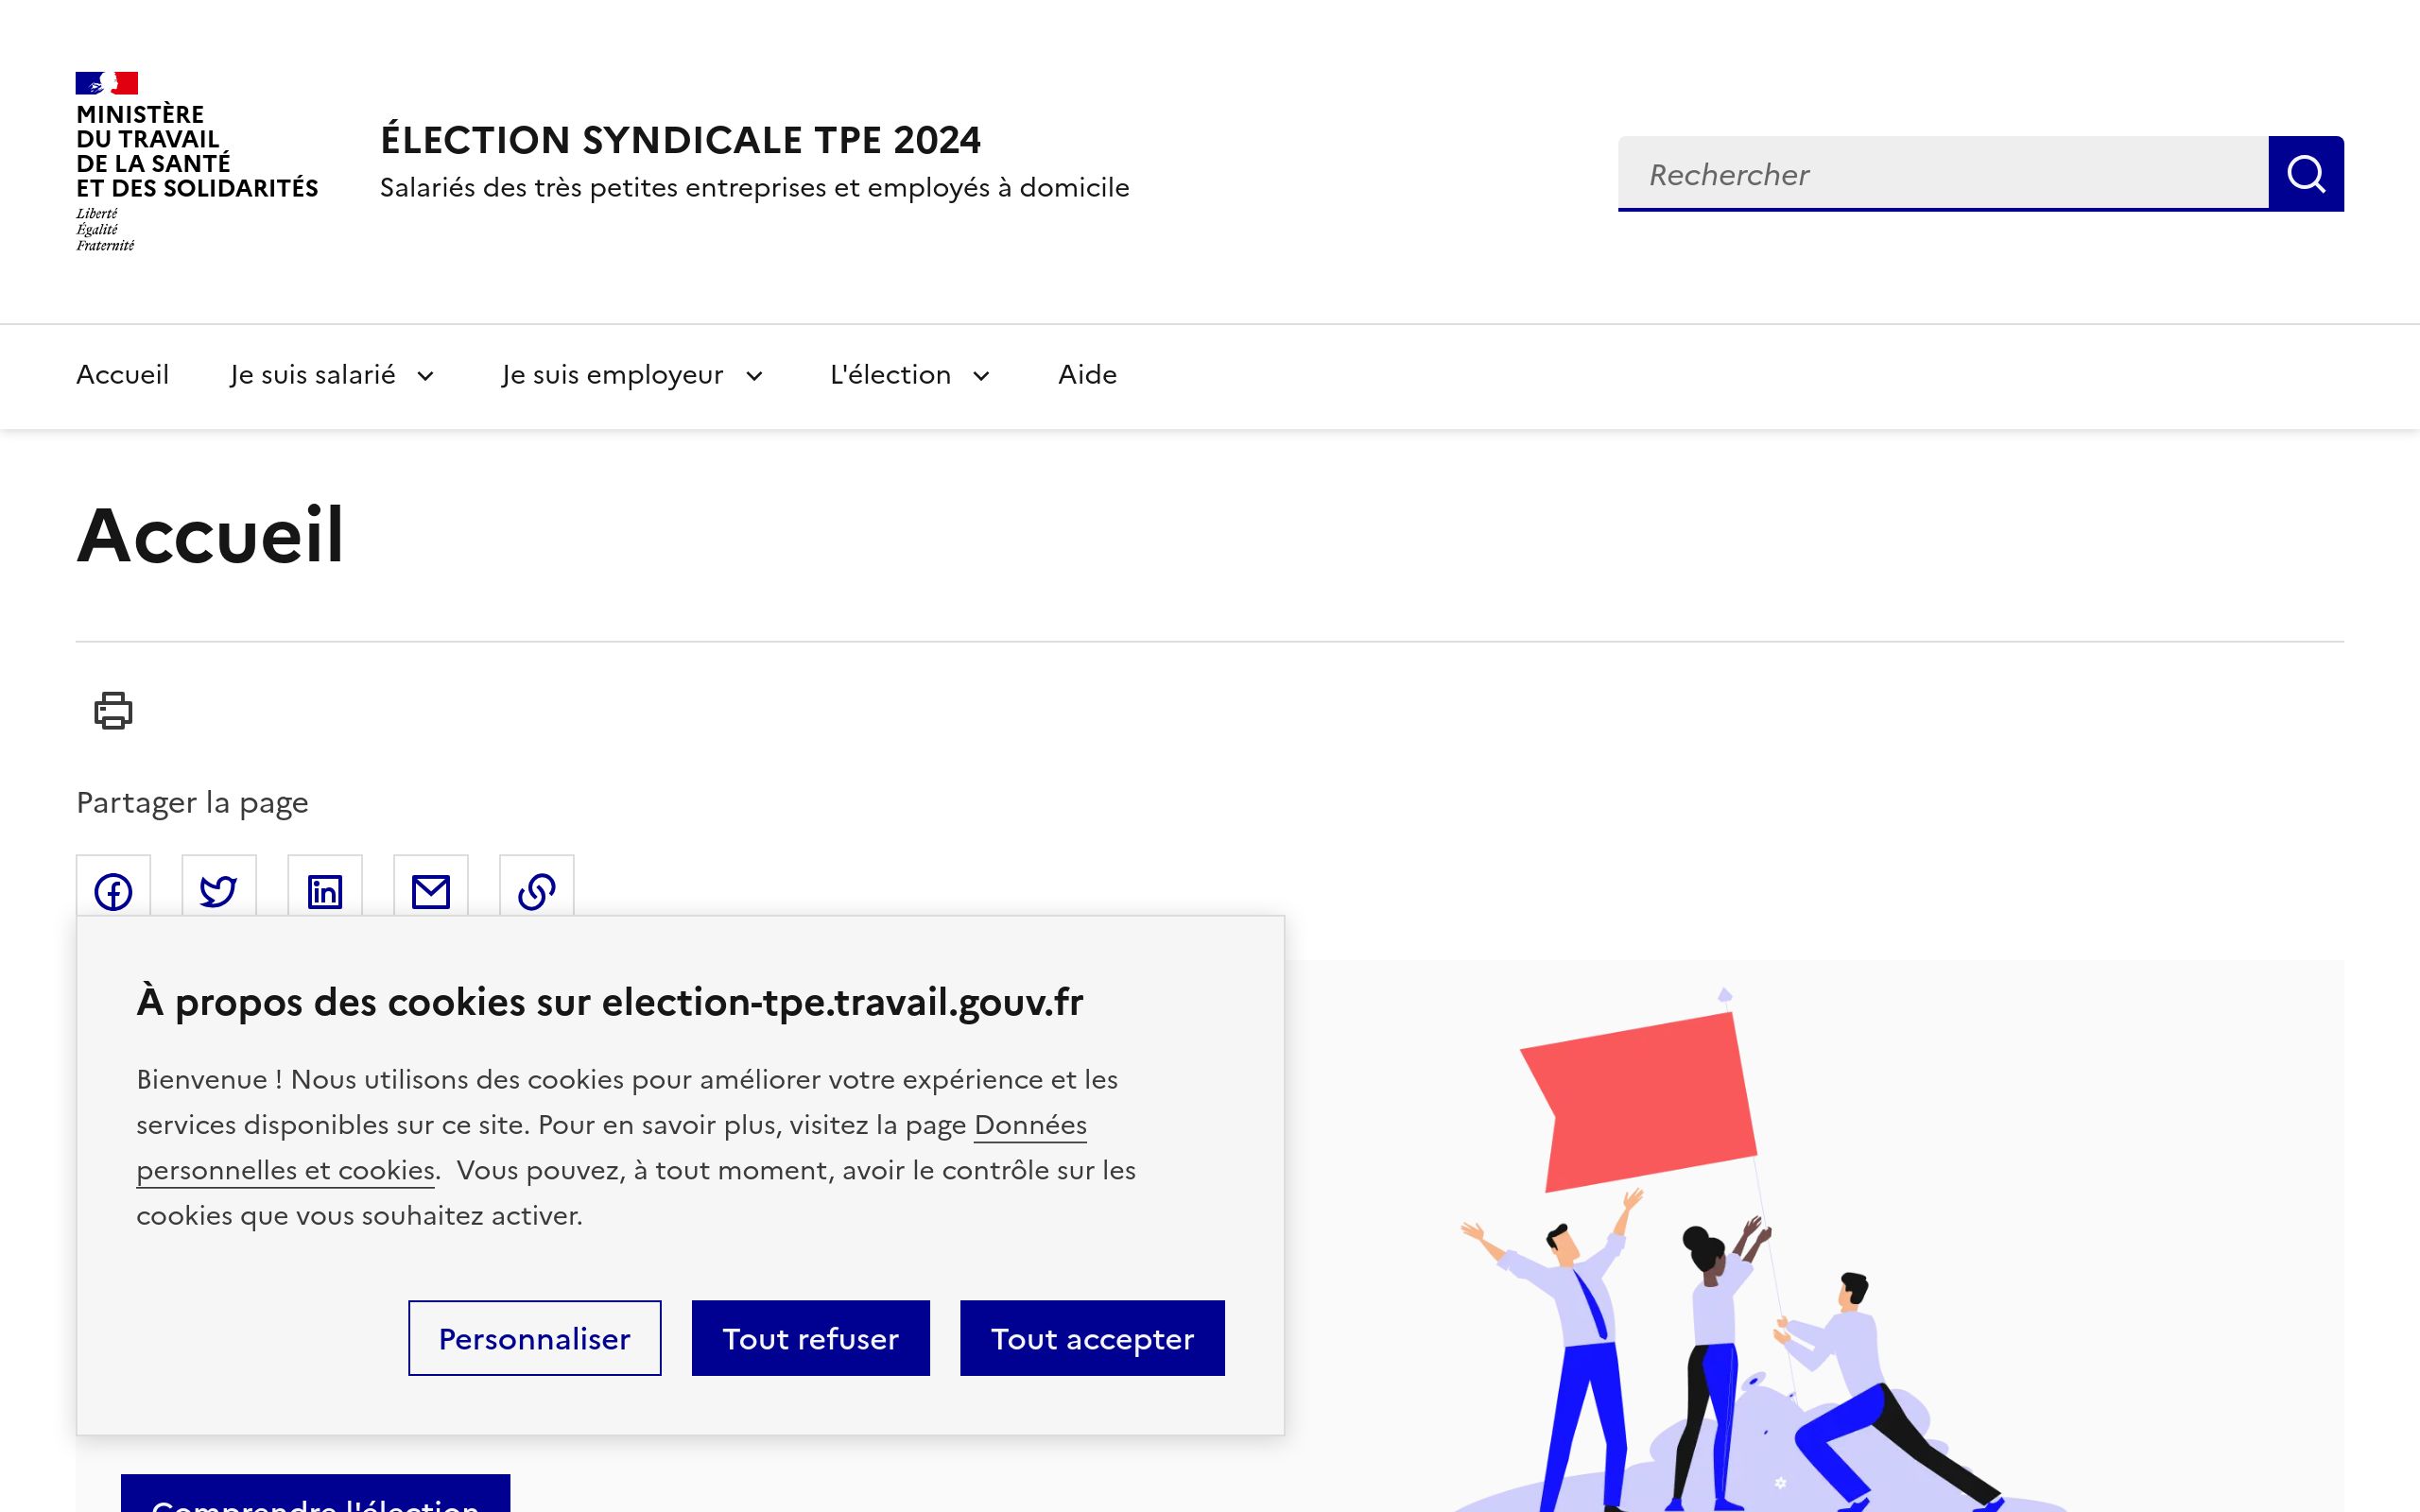 MINISTÈRE
DU TRAVAIL
DE LA SANTÉ
ET DES SOLIDARITÉS
Liberté
Égalité
Fraternité
ÉLECTION SYNDICALE TPE 2024
Salariés des très petites entreprises et employés à domicile
Rechercher
Accueil
Je suis salarié
Je suis employeur
L'élection
Aide
Accueil
Partager la page
À propos des cookies sur election-tpe.travail.gouv.fr
Bienvenue ! Nous utilisons des cookies pour améliorer votre expérience et les
services disponibles sur ce site. Pour en savoir plus, visitez la page Données
personnelles et cookies.  Vous pouvez, à tout moment, avoir le contrôle sur les
cookies que vous souhaitez activer.
Personnaliser
Tout refuser
Tout accepter
Comprendre l'élection